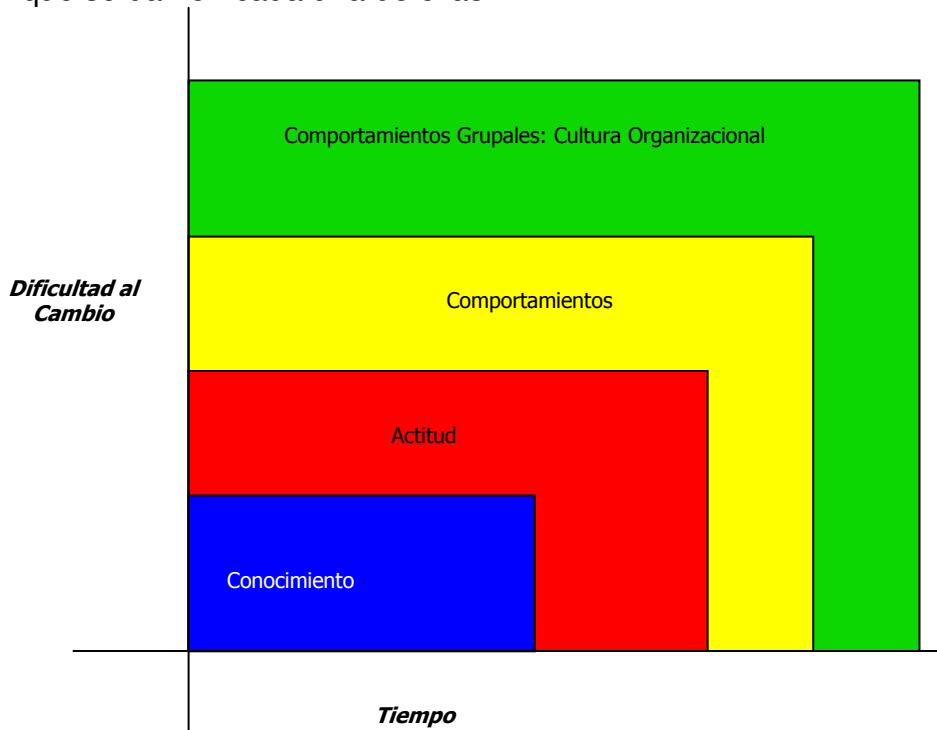 Comportamientos Grupales: Cultura Organizacional
Dificultad al
Cambio
Comportamientos
Actitud
Conocimiento
Tiempo